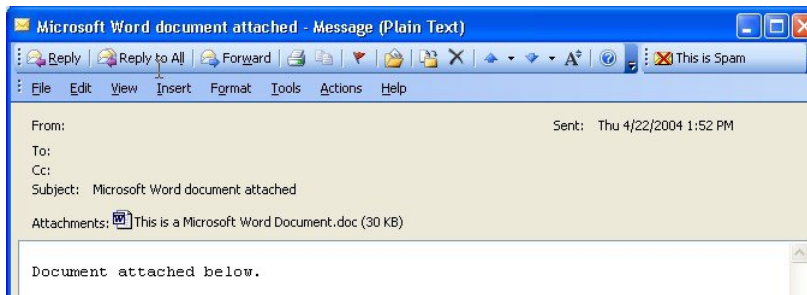 Microsoft Word document attached - Message (Plain Text)
Reply Reply to All Forward This is Spam
File Edit View Insert Format Tools Actions Help
From: Sent: Thu 4/22/2004 1:52 PM
To:
Cc:
Subject: Microsoft Word document attached
Attachments: This is a Microsoft Word Document.doc (30 KB)
Document attached below.